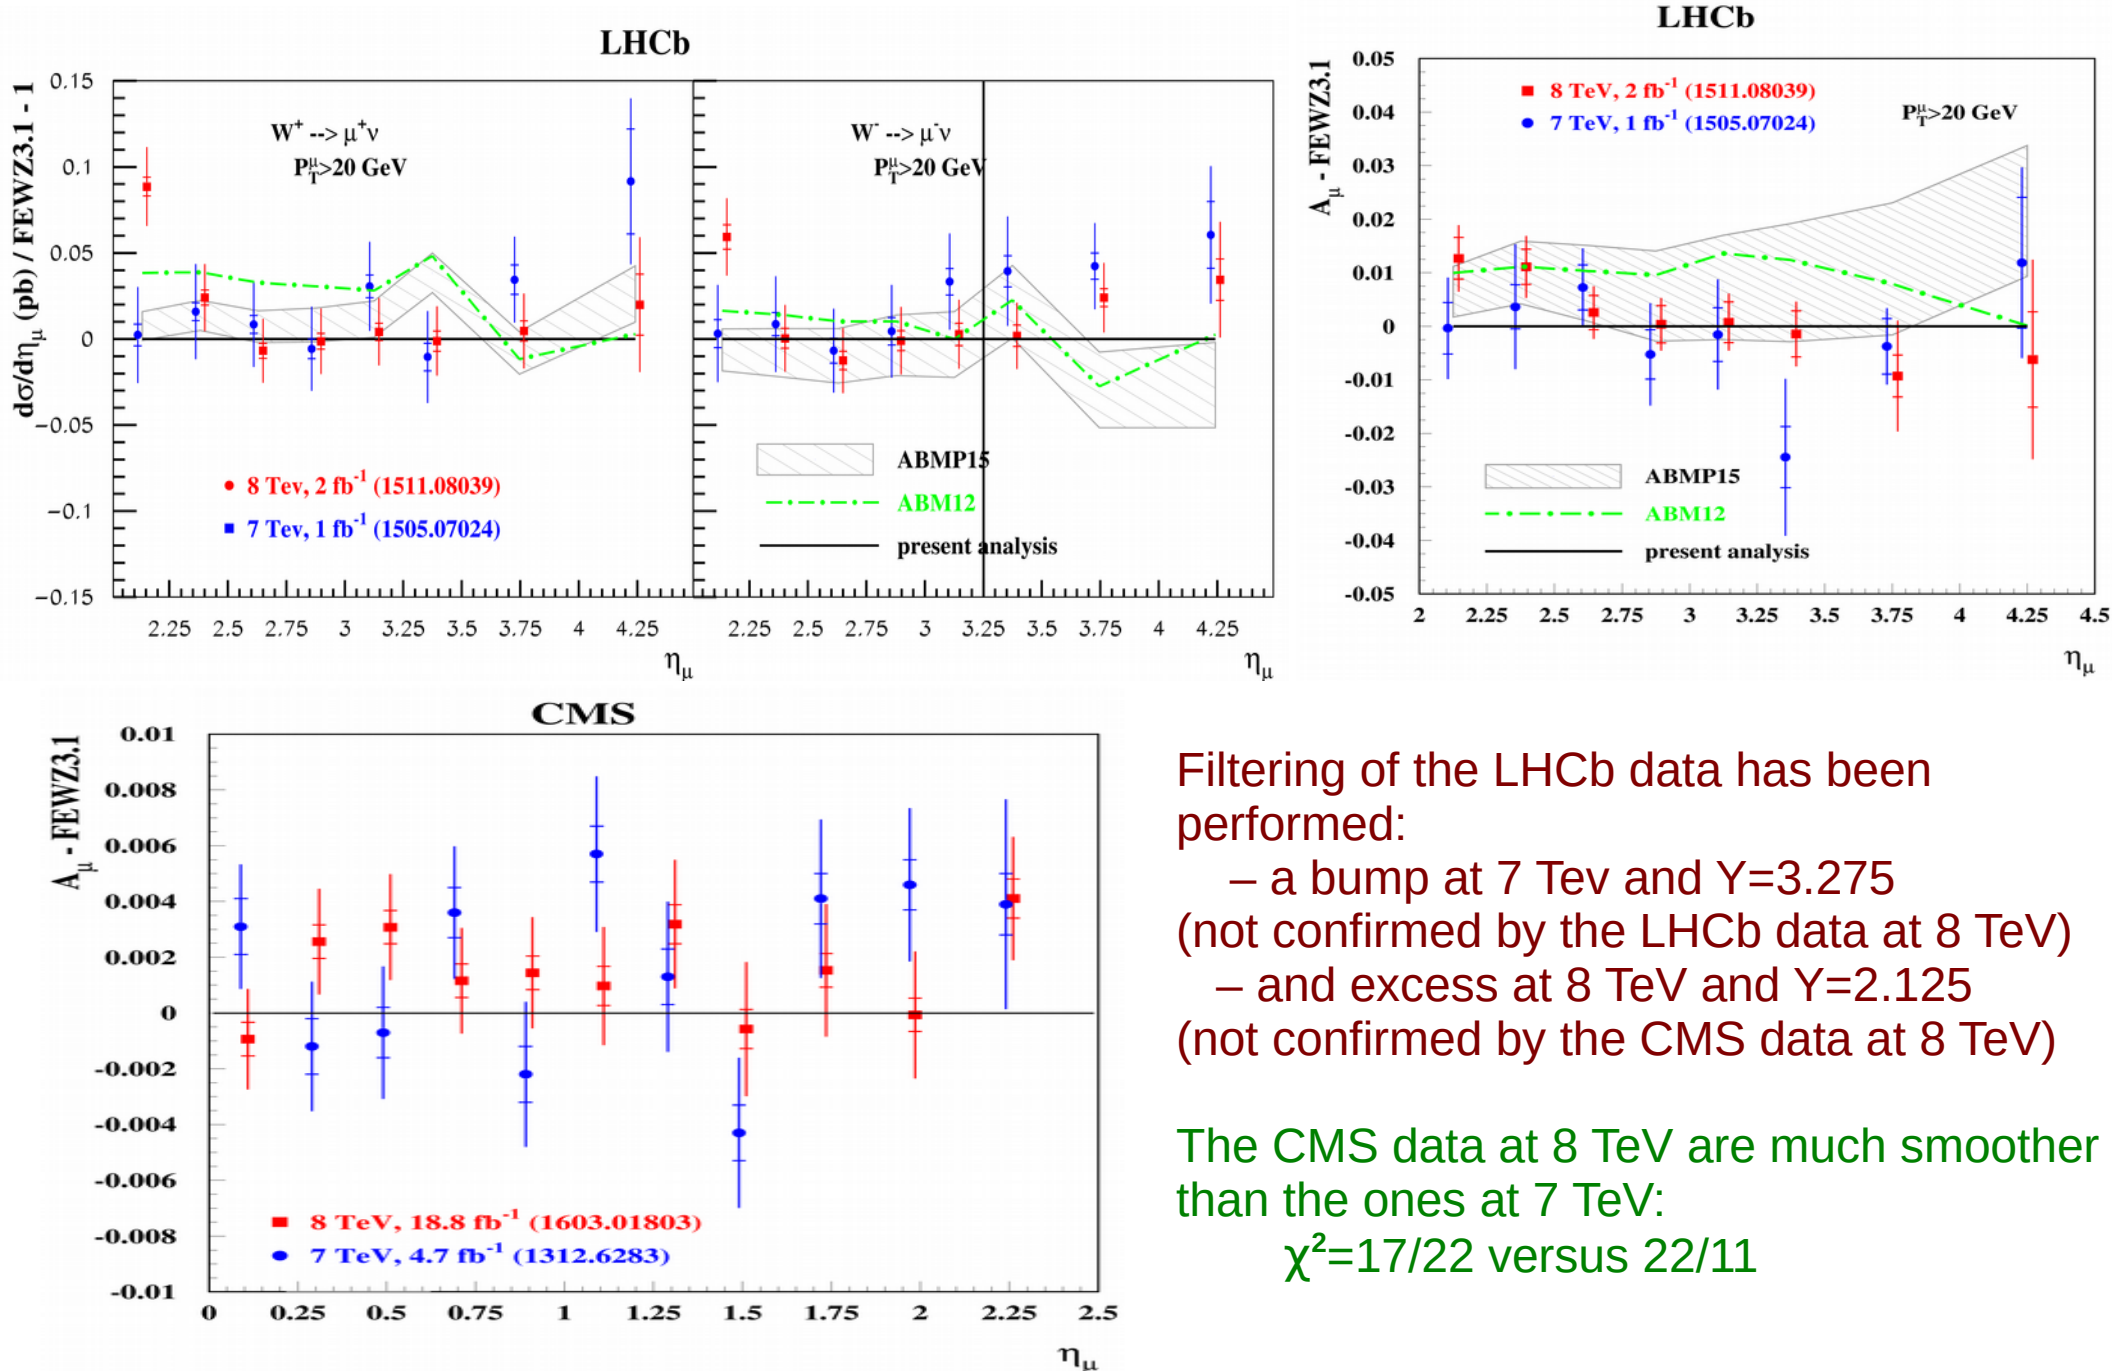 LHCb
dσ/dημ (pb) / FEWZ3.1 - 1
0.15
0.1
0.05
0
−0.05
−0.1
−0.15
W⁺ --> μ⁺ν
Pᵀμ>20 GeV
8 Tev, 2 fb⁻¹ (1511.08039)
7 Tev, 1 fb⁻¹ (1505.07024)
2.25 2.5 2.75 3 3.25 3.5 3.75 4 4.25
ημ
W⁻ --> μ⁻ν
Pᵀμ>20 GeV
ABMP15
ABM12
present analysis
2.25 2.5 2.75 3 3.25 3.5 3.75 4 4.25
ημ
LHCb
Aμ - FEWZ3.1
0.05
0.04
0.03
0.02
0.01
0
-0.01
-0.02
-0.03
-0.04
-0.05
8 TeV, 2 fb⁻¹ (1511.08039)
7 TeV, 1 fb⁻¹ (1505.07024)
Pᵀμ>20 GeV
ABMP15
ABM12
present analysis
2 2.25 2.5 2.75 3 3.25 3.5 3.75 4 4.25 4.5
ημ
CMS
Aμ - FEWZ3.1
0.01
0.008
0.006
0.004
0.002
0
-0.002
-0.004
-0.006
-0.008
-0.01
8 TeV, 18.8 fb⁻¹ (1603.01803)
7 TeV, 4.7 fb⁻¹ (1312.6283)
0 0.25 0.5 0.75 1 1.25 1.5 1.75 2 2.25 2.5
ημ
Filtering of the LHCb data has been
performed:
– a bump at 7 Tev and Y=3.275
(not confirmed by the LHCb data at 8 TeV)
– and excess at 8 TeV and Y=2.125
(not confirmed by the CMS data at 8 TeV)
The CMS data at 8 TeV are much smoother
than the ones at 7 TeV:
χ²=17/22 versus 22/11